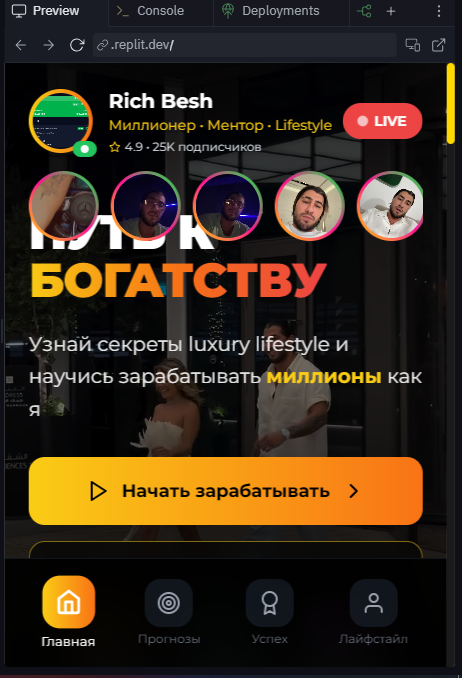 Preview
Console
Deployments
.replit.dev/
Rich Besh
Миллионер • Ментор • Lifestyle
LIVE
4.9 • 25K подписчиков
ПУТЬ К
БОГАТСТВУ
Узнай секреты luxury lifestyle и
научись зарабатывать миллионы как
я
Начать зарабатывать
Главная
Прогнозы
Успех
Лайфстайл